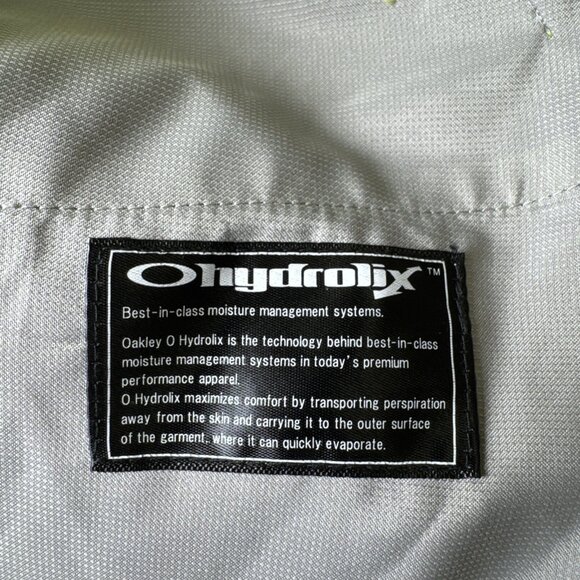 Ohydrolix™
Best-in-class moisture management systems.
Oakley O Hydrolix is the technology behind best-in-class
moisture management systems in today's premium
performance apparel.
O Hydrolix maximizes comfort by transporting perspiration
away from the skin and carrying it to the outer surface
of the garment, where it can quickly evaporate.